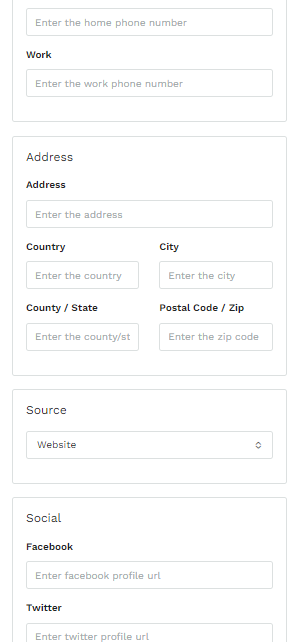 Enter the home phone number
Work
Enter the work phone number
Address
Address
Enter the address
Country City
Enter the country Enter the city
County / State Postal Code / Zip
Enter the county/st Enter the zip code
Source
Website
Social
Facebook
Enter facebook profile url
Twitter
Enter twitter profile url